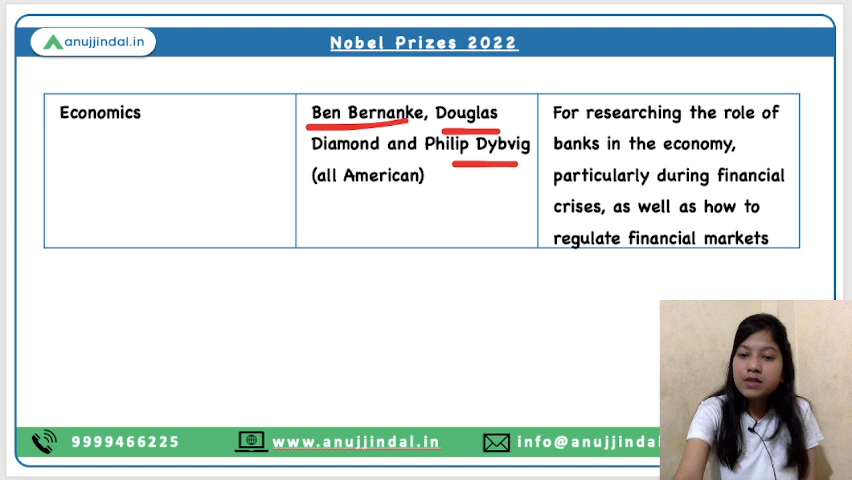 anujjindal.in
Nobel Prizes 2022
Economics
Ben Bernanke, Douglas
Diamond and Philip Dybvig
(all American)
For researching the role of
banks in the economy,
particularly during financial
crises, as well as how to
regulate financial markets
9999466225
www.anujjindal.in
info@anujjindal